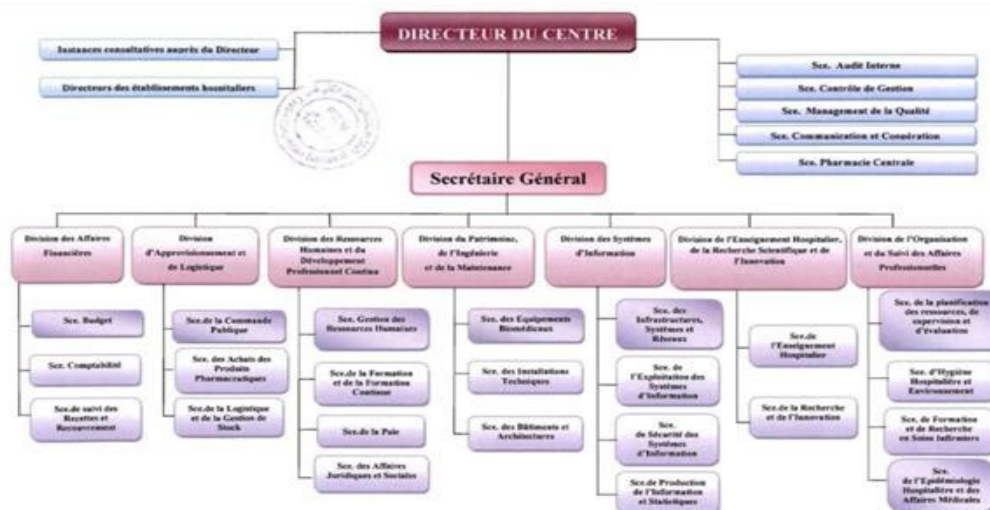 DIRECTEUR DU CENTRE
Instances consultatives auprès du Directeur
Directeurs des établissements hospitaliers
Sce. Audit Interne
Sce. Contrôle de Gestion
Sce. Management de la Qualité
Sce. Communication et Coopération
Sce. Pharmacie Centrale
Secrétaire Général
Division des Affaires
Financières
Sce. Budget
Sce. Comptabilité
Sce.de suivi des
Recettes et
Recouvrement
Division
d'Approvisionnement et
de Logistique
Sce.de la Commande
Publique
Sce. des Achats des
Produits
Pharmaceutiques
Sce.de la Logistique
et de la Gestion de
Stock
Division des Ressources
Humaines et du
Développement
Professionnel Continu
Sce. Gestion des
Ressources Humaines
Sce.de la Formation
et de la Formation
Continue
Sce.de la Paie
Sce. des Affaires
Juridiques et Sociales
Division du Patrimoine,
de l'Ingénierie
et de la Maintenance
Sce. des Equipements
Biomédicaux
Sce. des Installations
Techniques
Sce. des Bâtiments et
Architectures
Division des Systèmes
d'Information
Sce. des
Infrastructures,
Systèmes et
Réseaux
Sce. de
l'Exploitation des
Systèmes
d'Information
Sce.
de Sécurité des
Systèmes
d'Information
Sce.de Production
de l'Information
et Statistiques
Division de l'Enseignement Hospitalier,
de la Recherche Scientifique et de
l'Innovation
Sce.de
l'Enseignement
Hospitalier
Sce.de la Recherche
et de l'Innovation
Division de l'Organisation
et du Suivi des Affaires
Professionnelles
Sce. de la planification
des ressources, de
supervision et
d'évaluation
Sce. d'Hygiène
Hospitalière et
Environnement
Sce. de Formation
et de Recherche
en Soins Infirmiers
Sce.
de l'Epidémiologie
Hospitalière et des
Affaires Médicales